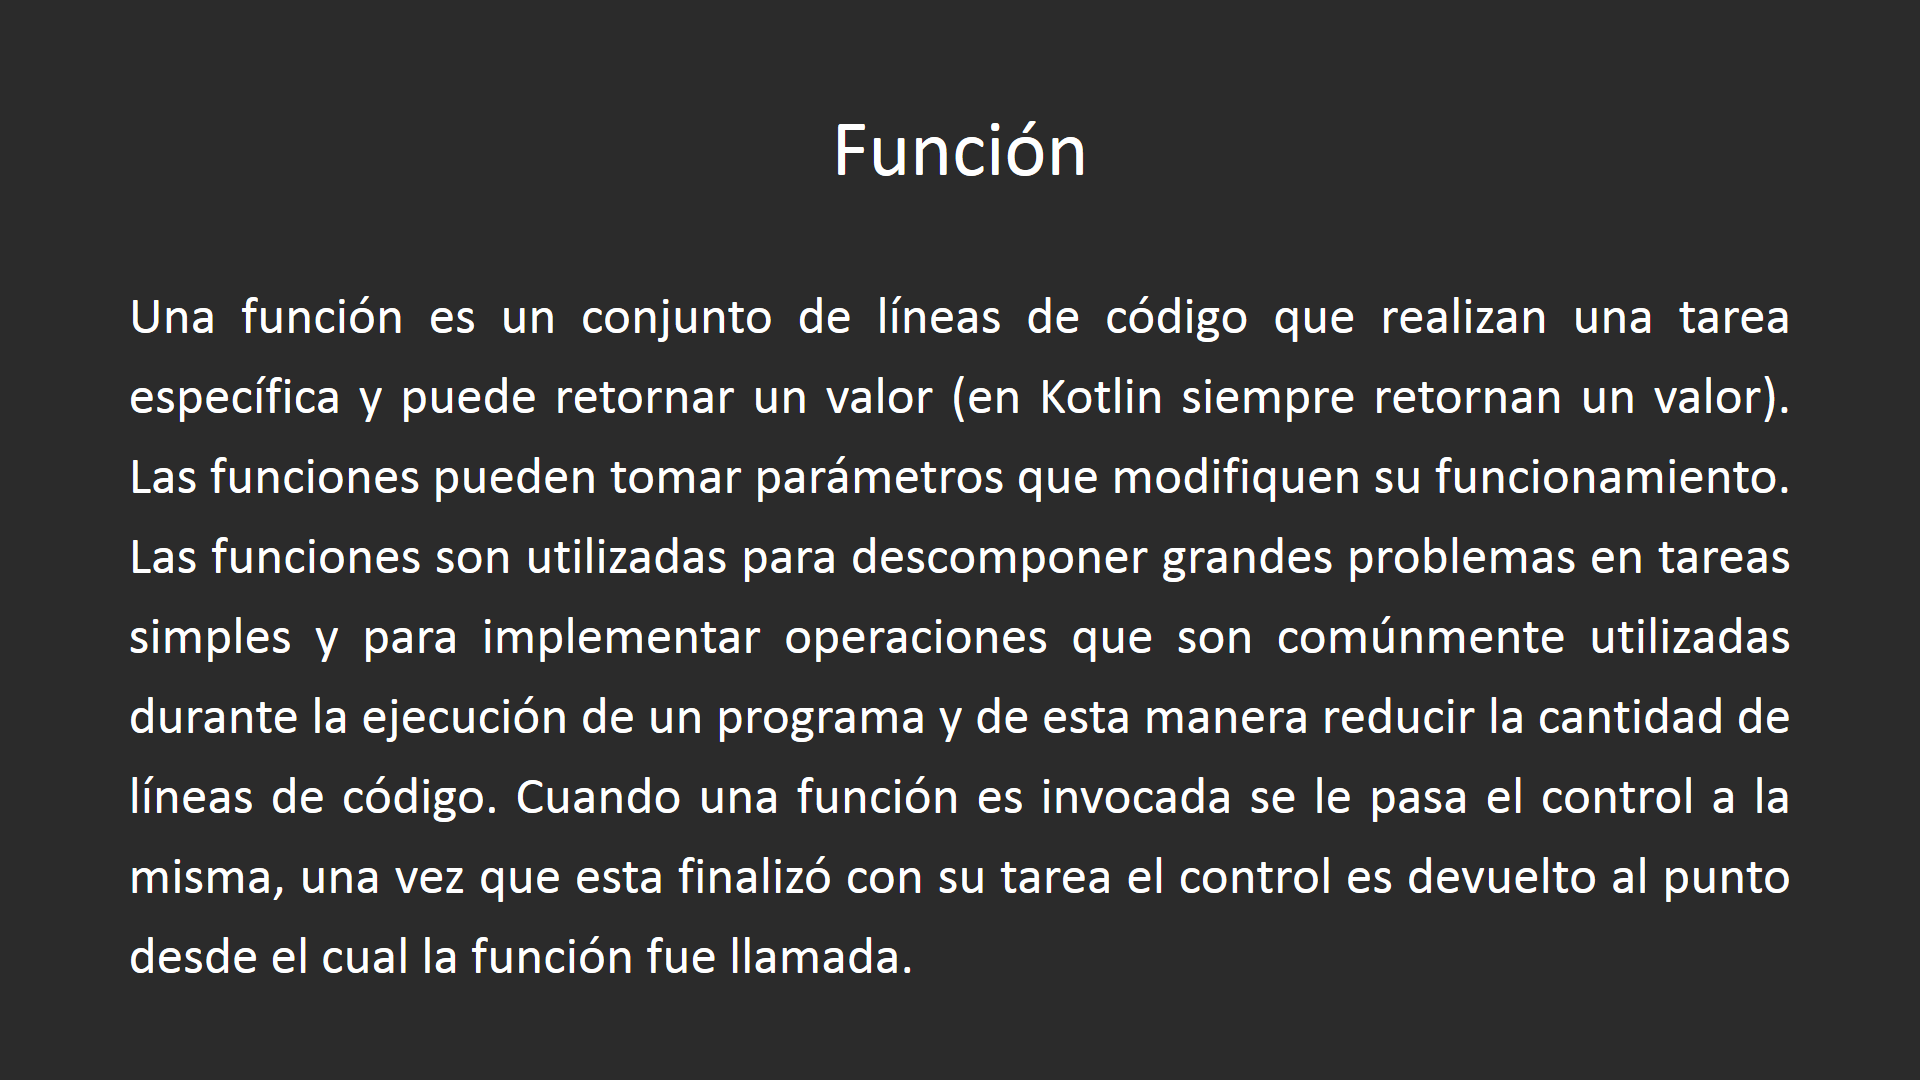 Función
Una función es un conjunto de líneas de código que realizan una tarea
específica y puede retornar un valor (en Kotlin siempre retornan un valor).
Las funciones pueden tomar parámetros que modifiquen su funcionamiento.
Las funciones son utilizadas para descomponer grandes problemas en tareas
simples y para implementar operaciones que son comúnmente utilizadas
durante la ejecución de un programa y de esta manera reducir la cantidad de
líneas de código. Cuando una función es invocada se le pasa el control a la
misma, una vez que esta finalizó con su tarea el control es devuelto al punto
desde el cual la función fue llamada.